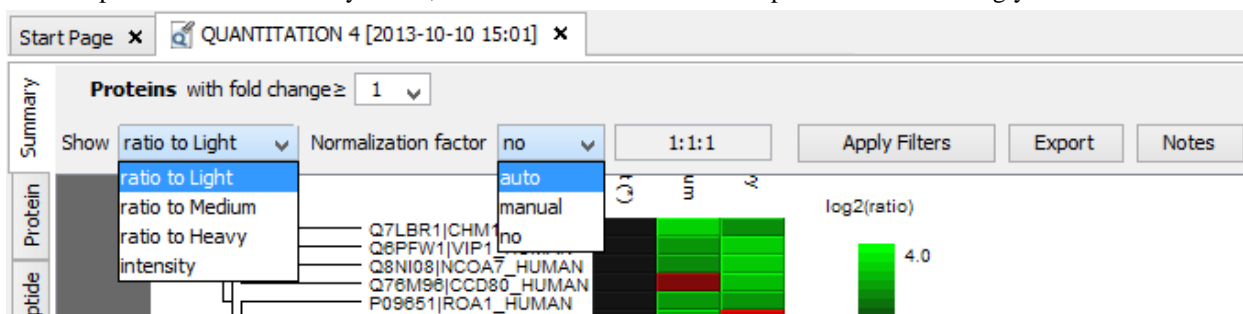 Start Page
QUANTITATION 4 [2013-10-10 15:01]
Summary
Proteins with fold change≥ 1
Show ratio to Light Normalization factor no 1:1:1 Apply Filters Export Notes
ratio to Light
ratio to Medium
ratio to Heavy
intensity
auto
manual
no
Protein
log2(ratio)
4.0
Q7LBR1|CHM1
Q6PFW1|VIP1_HUMAN
Q8NI08|NCOA7_HUMAN
Q76M96|CCD80_HUMAN
P09651|ROA1_HUMAN